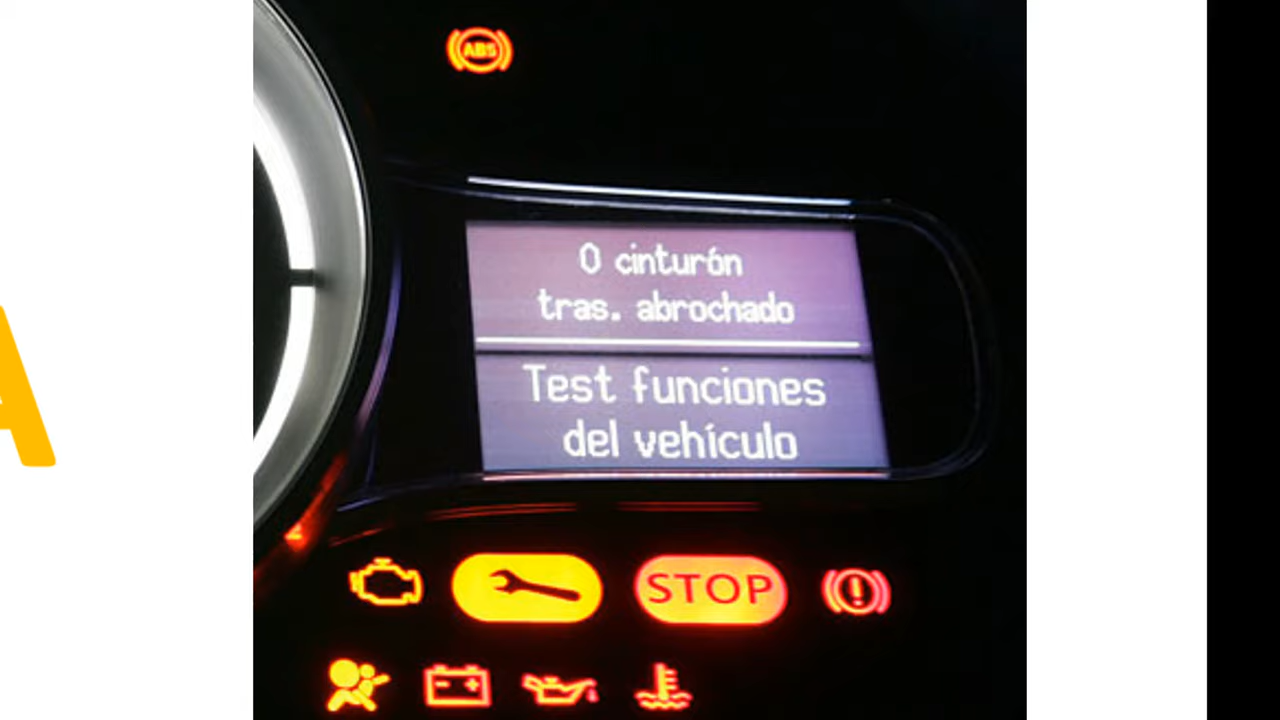 ABS
0 cinturón
tras. abrochado
Test funciones
del vehículo
STOP
A